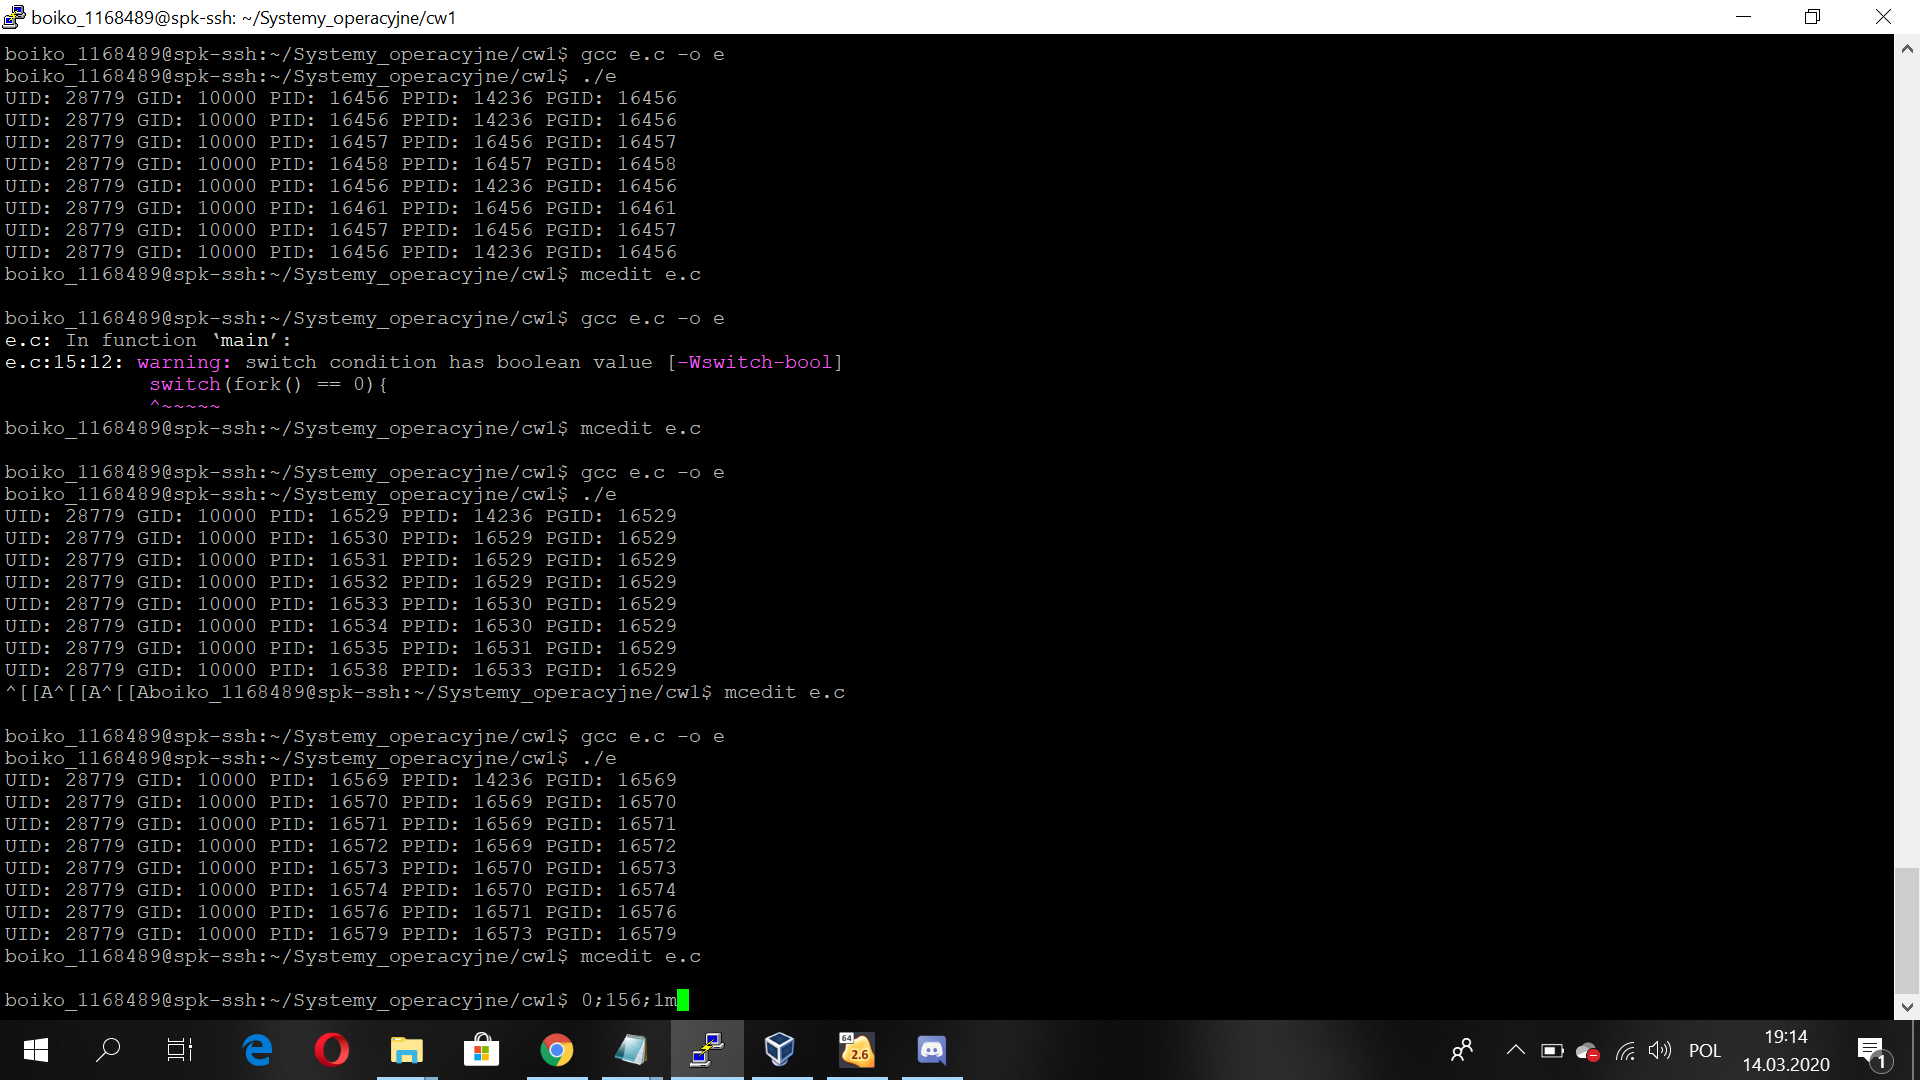 boiko_1168489@spk-ssh: ~/Systemy_operacyjne/cw1
boiko_1168489@spk-ssh:~/Systemy_operacyjne/cw1$ gcc e.c -o e
boiko_1168489@spk-ssh:~/Systemy_operacyjne/cw1$ ./e
UID: 28779 GID: 10000 PID: 16456 PPID: 14236 PGID: 16456
UID: 28779 GID: 10000 PID: 16456 PPID: 14236 PGID: 16456
UID: 28779 GID: 10000 PID: 16457 PPID: 16456 PGID: 16457
UID: 28779 GID: 10000 PID: 16458 PPID: 16457 PGID: 16458
UID: 28779 GID: 10000 PID: 16456 PPID: 14236 PGID: 16456
UID: 28779 GID: 10000 PID: 16461 PPID: 16456 PGID: 16461
UID: 28779 GID: 10000 PID: 16457 PPID: 16456 PGID: 16457
UID: 28779 GID: 10000 PID: 16456 PPID: 14236 PGID: 16456
boiko_1168489@spk-ssh:~/Systemy_operacyjne/cw1$ mcedit e.c
boiko_1168489@spk-ssh:~/Systemy_operacyjne/cw1$ gcc e.c -o e
e.c: In function ‘main’:
e.c:15:12: warning: switch condition has boolean value [-Wswitch-bool]
switch(fork() == 0){
^~~~~~
boiko_1168489@spk-ssh:~/Systemy_operacyjne/cw1$ mcedit e.c
boiko_1168489@spk-ssh:~/Systemy_operacyjne/cw1$ gcc e.c -o e
boiko_1168489@spk-ssh:~/Systemy_operacyjne/cw1$ ./e
UID: 28779 GID: 10000 PID: 16529 PPID: 14236 PGID: 16529
UID: 28779 GID: 10000 PID: 16530 PPID: 16529 PGID: 16529
UID: 28779 GID: 10000 PID: 16531 PPID: 16529 PGID: 16529
UID: 28779 GID: 10000 PID: 16532 PPID: 16529 PGID: 16529
UID: 28779 GID: 10000 PID: 16533 PPID: 16530 PGID: 16529
UID: 28779 GID: 10000 PID: 16534 PPID: 16530 PGID: 16529
UID: 28779 GID: 10000 PID: 16535 PPID: 16531 PGID: 16529
UID: 28779 GID: 10000 PID: 16538 PPID: 16533 PGID: 16529
^[[A^[[A^[[Aboiko_1168489@spk-ssh:~/Systemy_operacyjne/cw1$ mcedit e.c
boiko_1168489@spk-ssh:~/Systemy_operacyjne/cw1$ gcc e.c -o e
boiko_1168489@spk-ssh:~/Systemy_operacyjne/cw1$ ./e
UID: 28779 GID: 10000 PID: 16569 PPID: 14236 PGID: 16569
UID: 28779 GID: 10000 PID: 16570 PPID: 16569 PGID: 16570
UID: 28779 GID: 10000 PID: 16571 PPID: 16569 PGID: 16571
UID: 28779 GID: 10000 PID: 16572 PPID: 16569 PGID: 16572
UID: 28779 GID: 10000 PID: 16573 PPID: 16570 PGID: 16573
UID: 28779 GID: 10000 PID: 16574 PPID: 16570 PGID: 16574
UID: 28779 GID: 10000 PID: 16576 PPID: 16571 PGID: 16576
UID: 28779 GID: 10000 PID: 16579 PPID: 16573 PGID: 16579
boiko_1168489@spk-ssh:~/Systemy_operacyjne/cw1$ mcedit e.c
boiko_1168489@spk-ssh:~/Systemy_operacyjne/cw1$ 0;156;1m
64
2.6
POL
19:14
14.03.2020
1